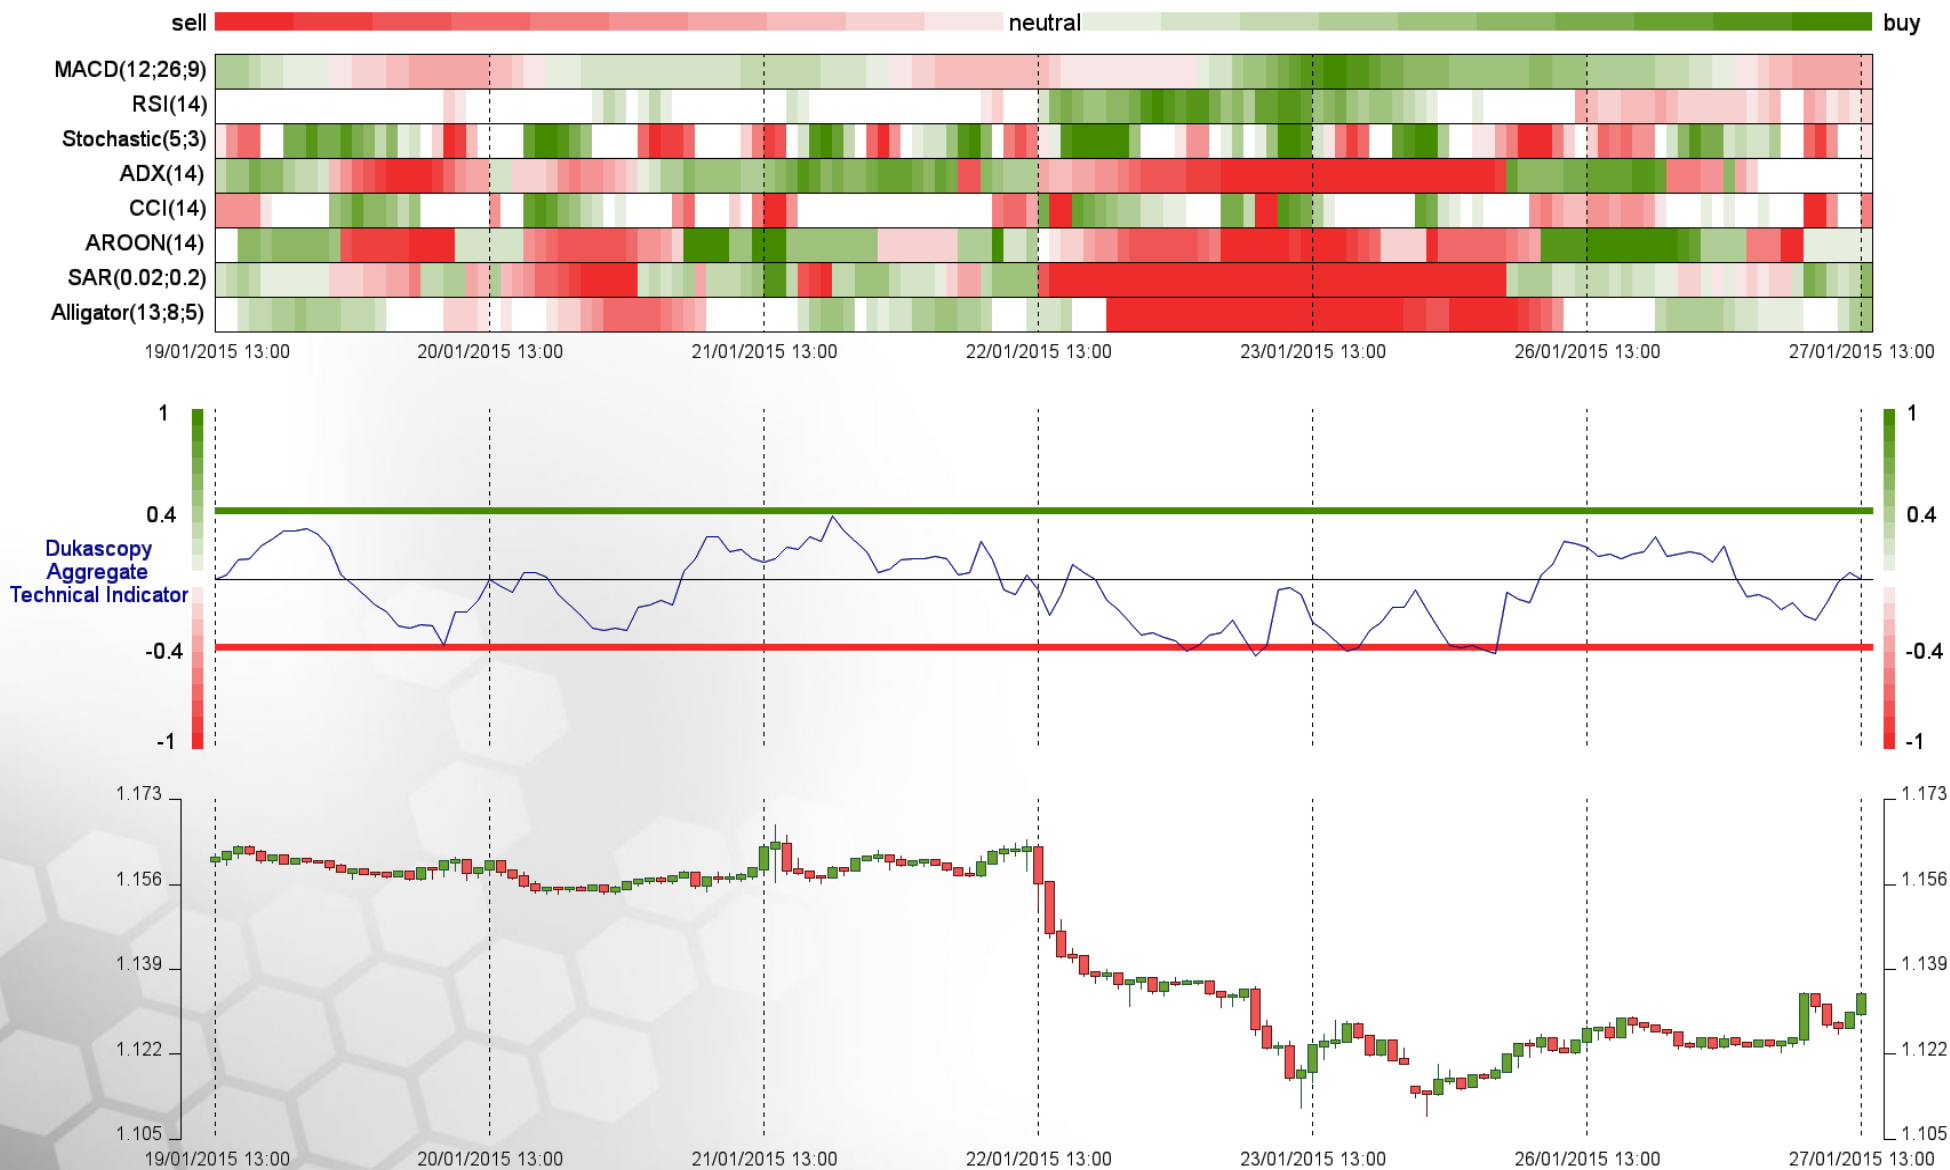 sell neutral buy
MACD(12;26;9)
RSI(14)
Stochastic(5;3)
ADX(14)
CCI(14)
AROON(14)
SAR(0.02;0.2)
Alligator(13;8;5)
19/01/2015 13:00 20/01/2015 13:00 21/01/2015 13:00 22/01/2015 13:00 23/01/2015 13:00 26/01/2015 13:00 27/01/2015 13:00
1 1
0.4 0.4
Dukascopy
Aggregate
Technical Indicator
-0.4 -0.4
-1 -1
1.173 1.173
1.156 1.156
1.139 1.139
1.122 1.122
1.105 1.105
19/01/2015 13:00 20/01/2015 13:00 21/01/2015 13:00 22/01/2015 13:00 23/01/2015 13:00 26/01/2015 13:00 27/01/2015 13:00